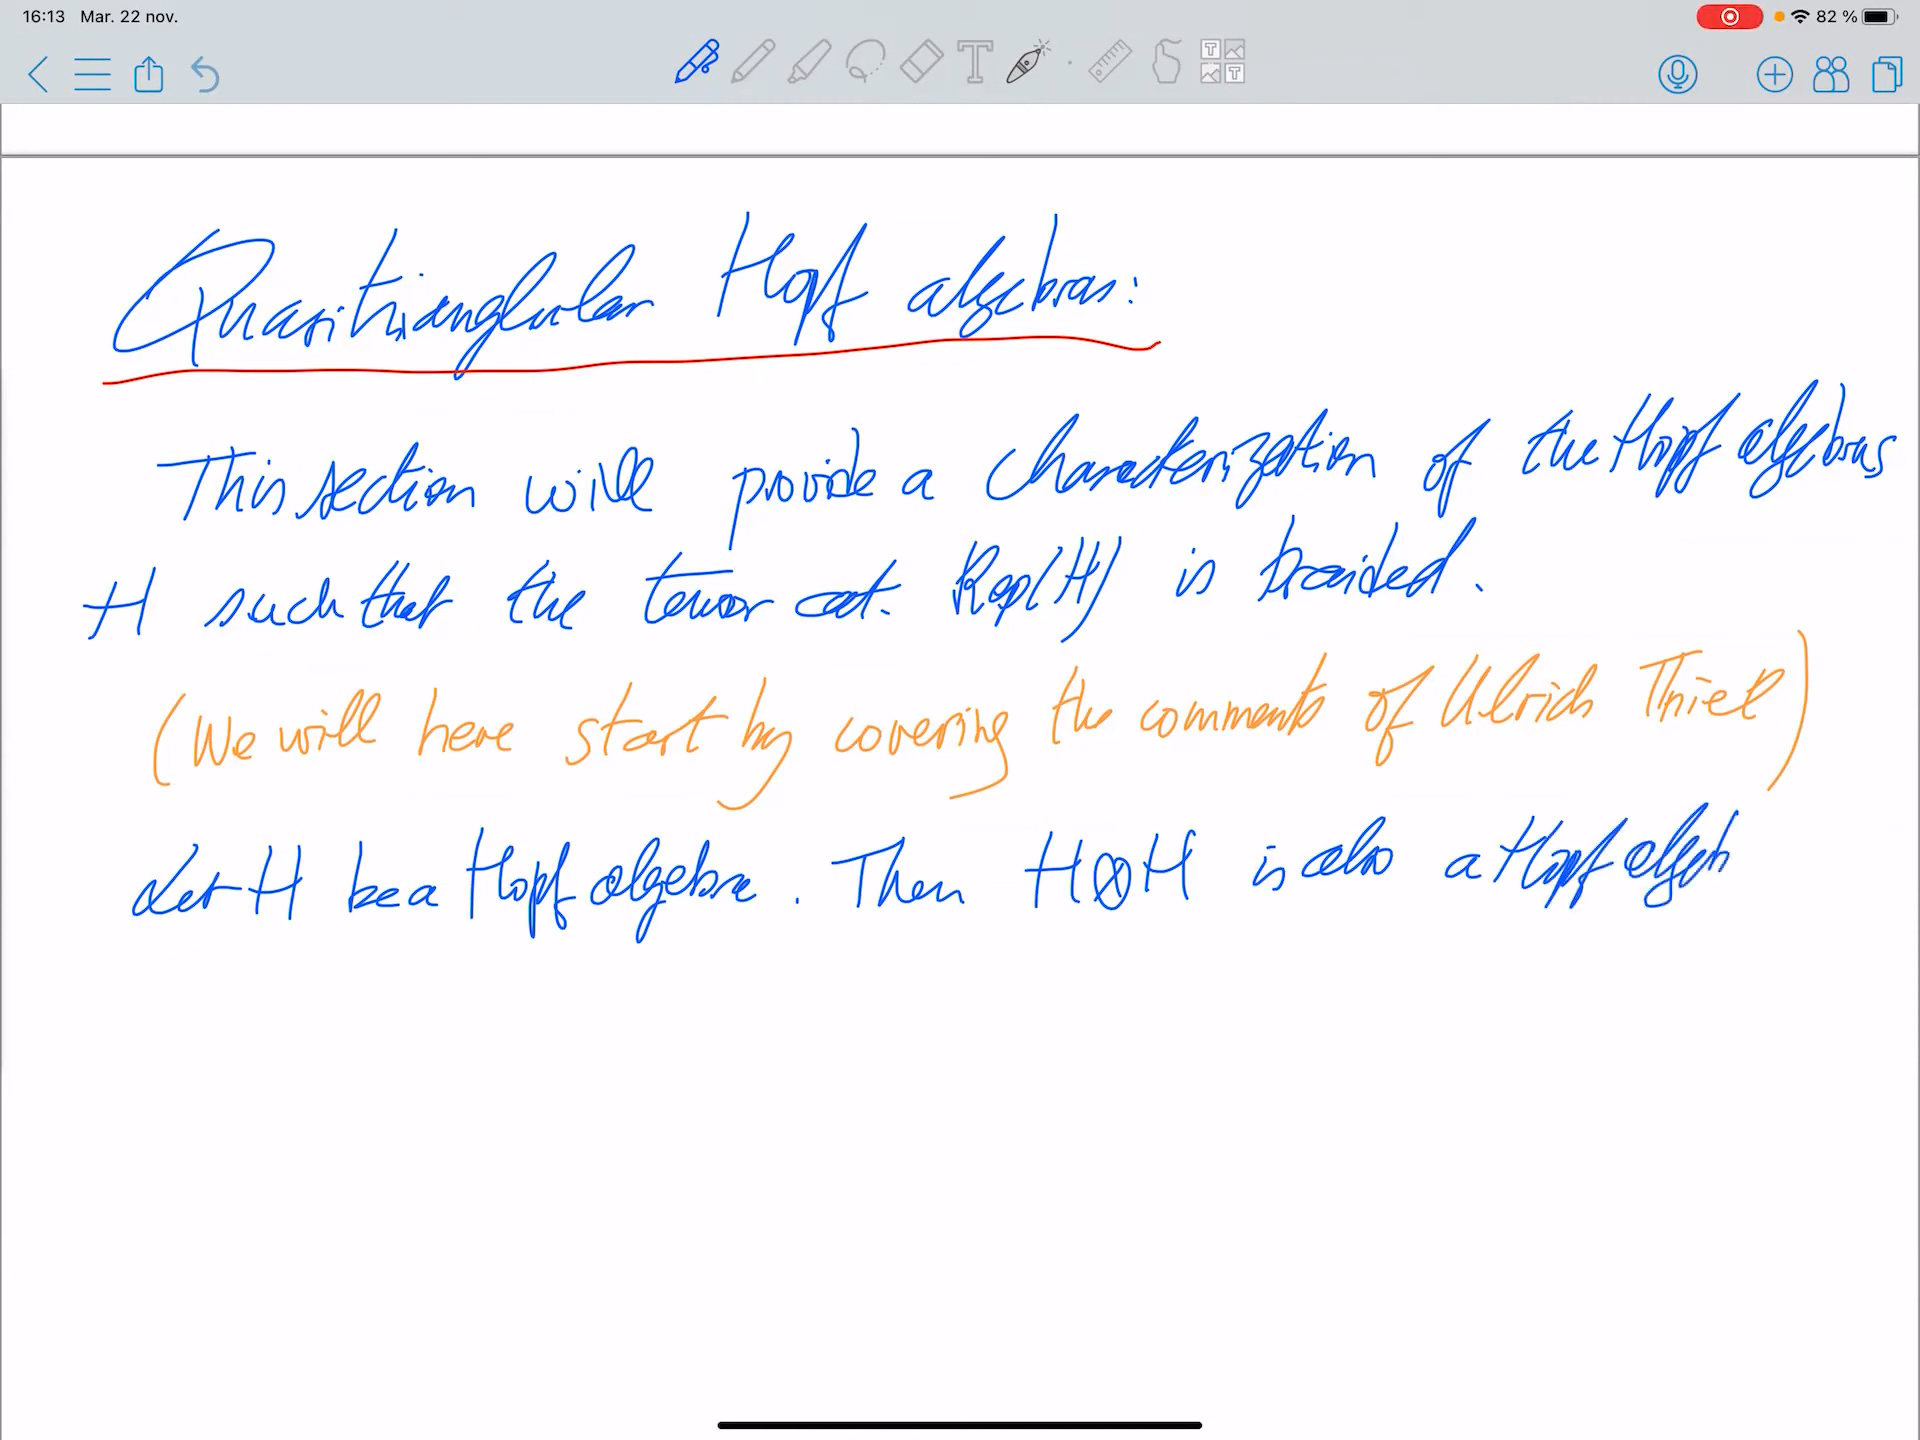 16:13 Mar. 22 nov. 82 %
Quasitrianglular Hopf algebras:
This section will provide a characterization of the Hopf algebras
H such that the tensor cat. Rep(H) is braided.
(We will here start by covering the comments of Ulrich Thiel)
Let H be a Hopf algebra. Then H⊗H is also a Hopf algeb